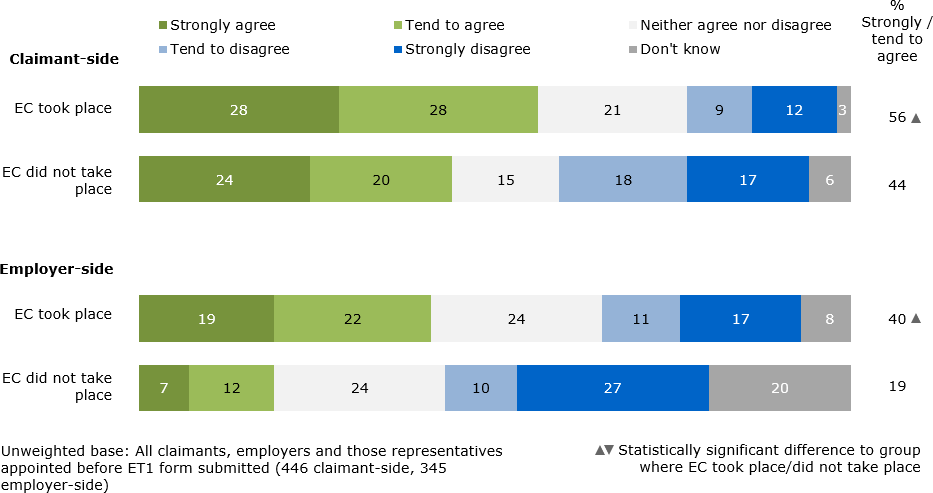 Strongly agree Tend to agree Neither agree nor disagree
Tend to disagree Strongly disagree Don't know
%
Strongly /
tend to
agree
Claimant-side
EC took place 28 28 21 9 12 3 56 ▲
EC did not take
place 24 20 15 18 17 6 44
Employer-side
EC took place 19 22 24 11 17 8 40 ▲
EC did not take
place 7 12 24 10 27 20 19
Unweighted base: All claimants, employers and those representatives
appointed before ET1 form submitted (446 claimant-side, 345
employer-side)
▲▼ Statistically significant difference to group
where EC took place/did not take place